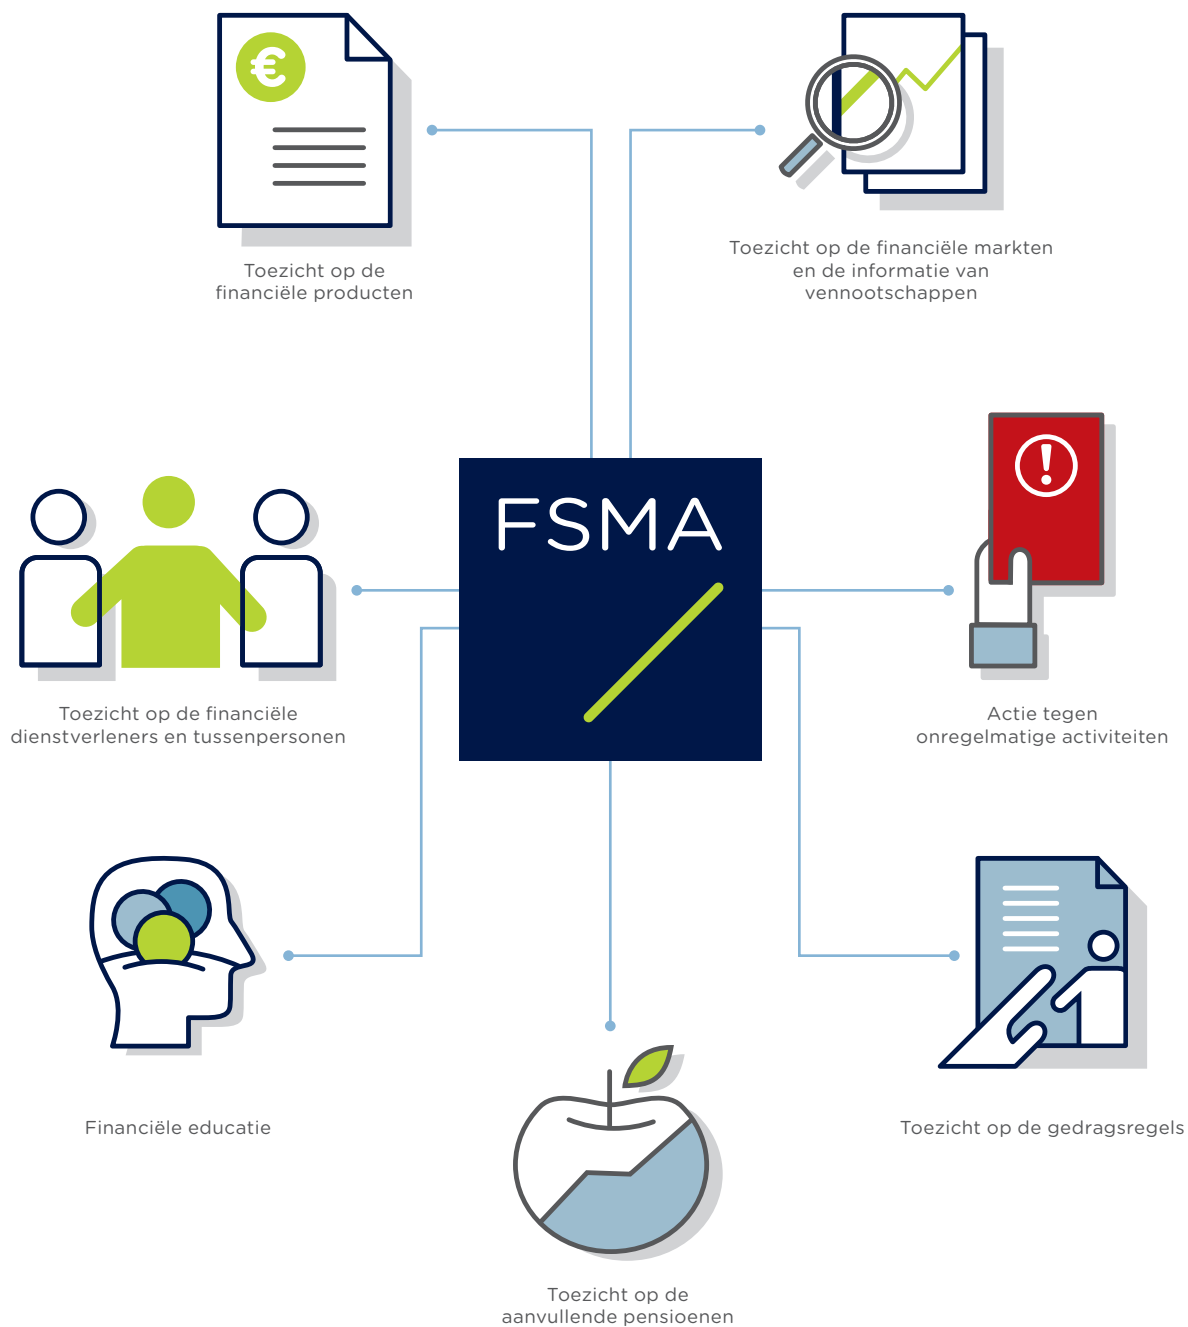 €
Toezicht op de
financiële producten
Toezicht op de financiële markten
en de informatie van
vennootschappen
FSMA
Toezicht op de financiële
dienstverleners en tussenpersonen
Actie tegen
onregelmatige activiteiten
Financiële educatie
Toezicht op de gedragsregels
Toezicht op de
aanvullende pensioenen